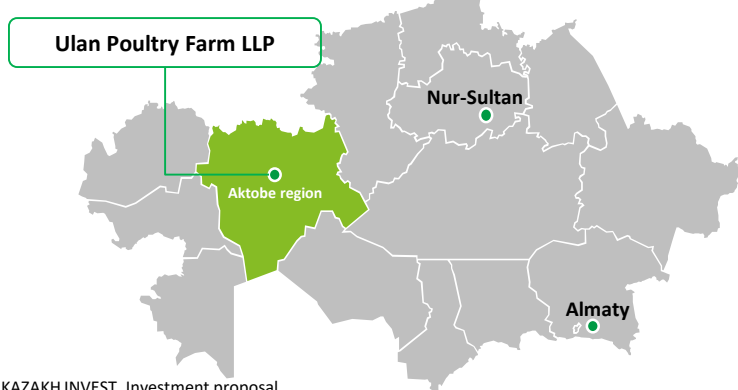 Ulan Poultry Farm LLP
Nur-Sultan
Aktobe region
Almaty
KAZAKH INVEST. Investment proposal